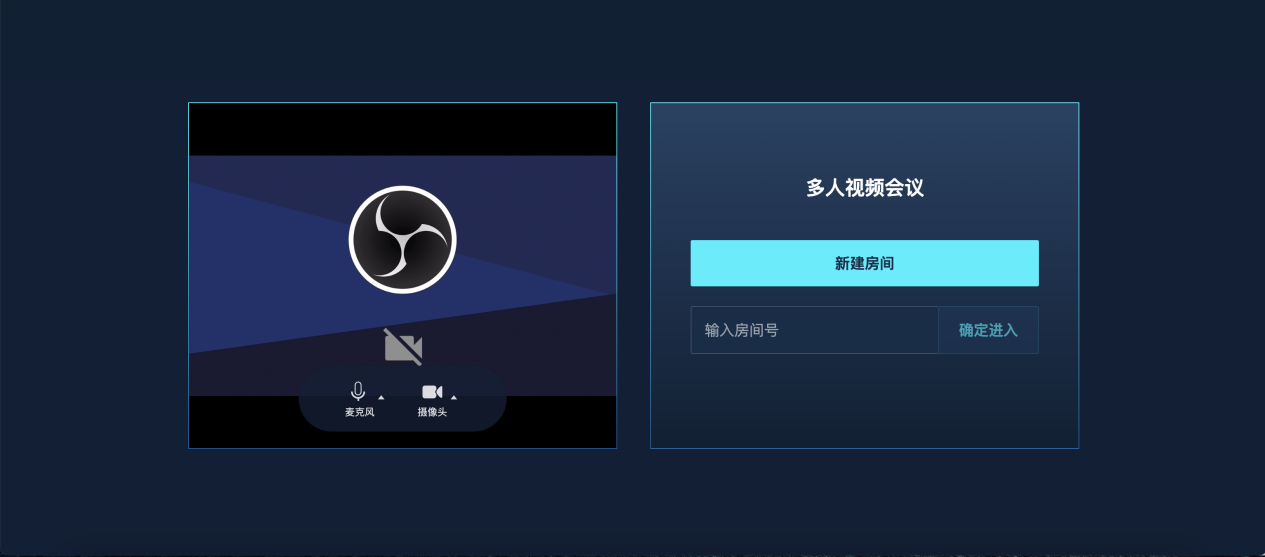 多人视频会议
新建房间
输入房间号
确定进入
麦克风
摄像头